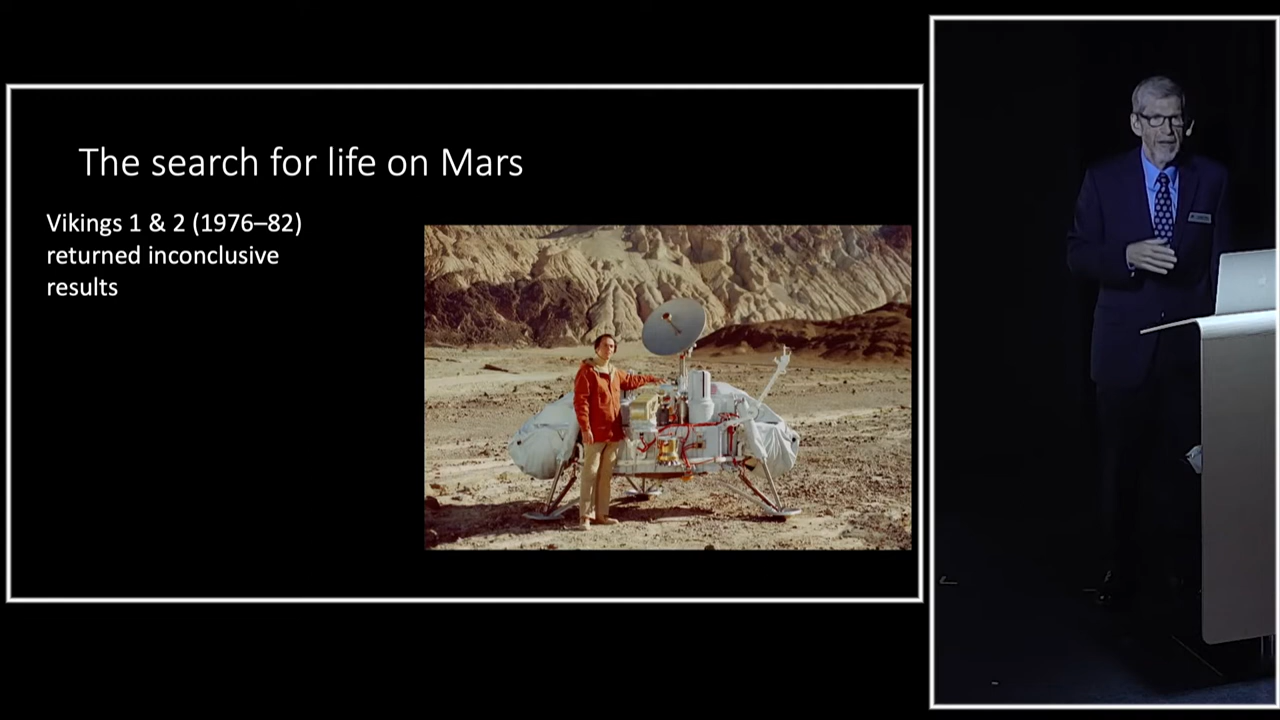 The search for life on Mars
Vikings 1 & 2 (1976–82)
returned inconclusive
results